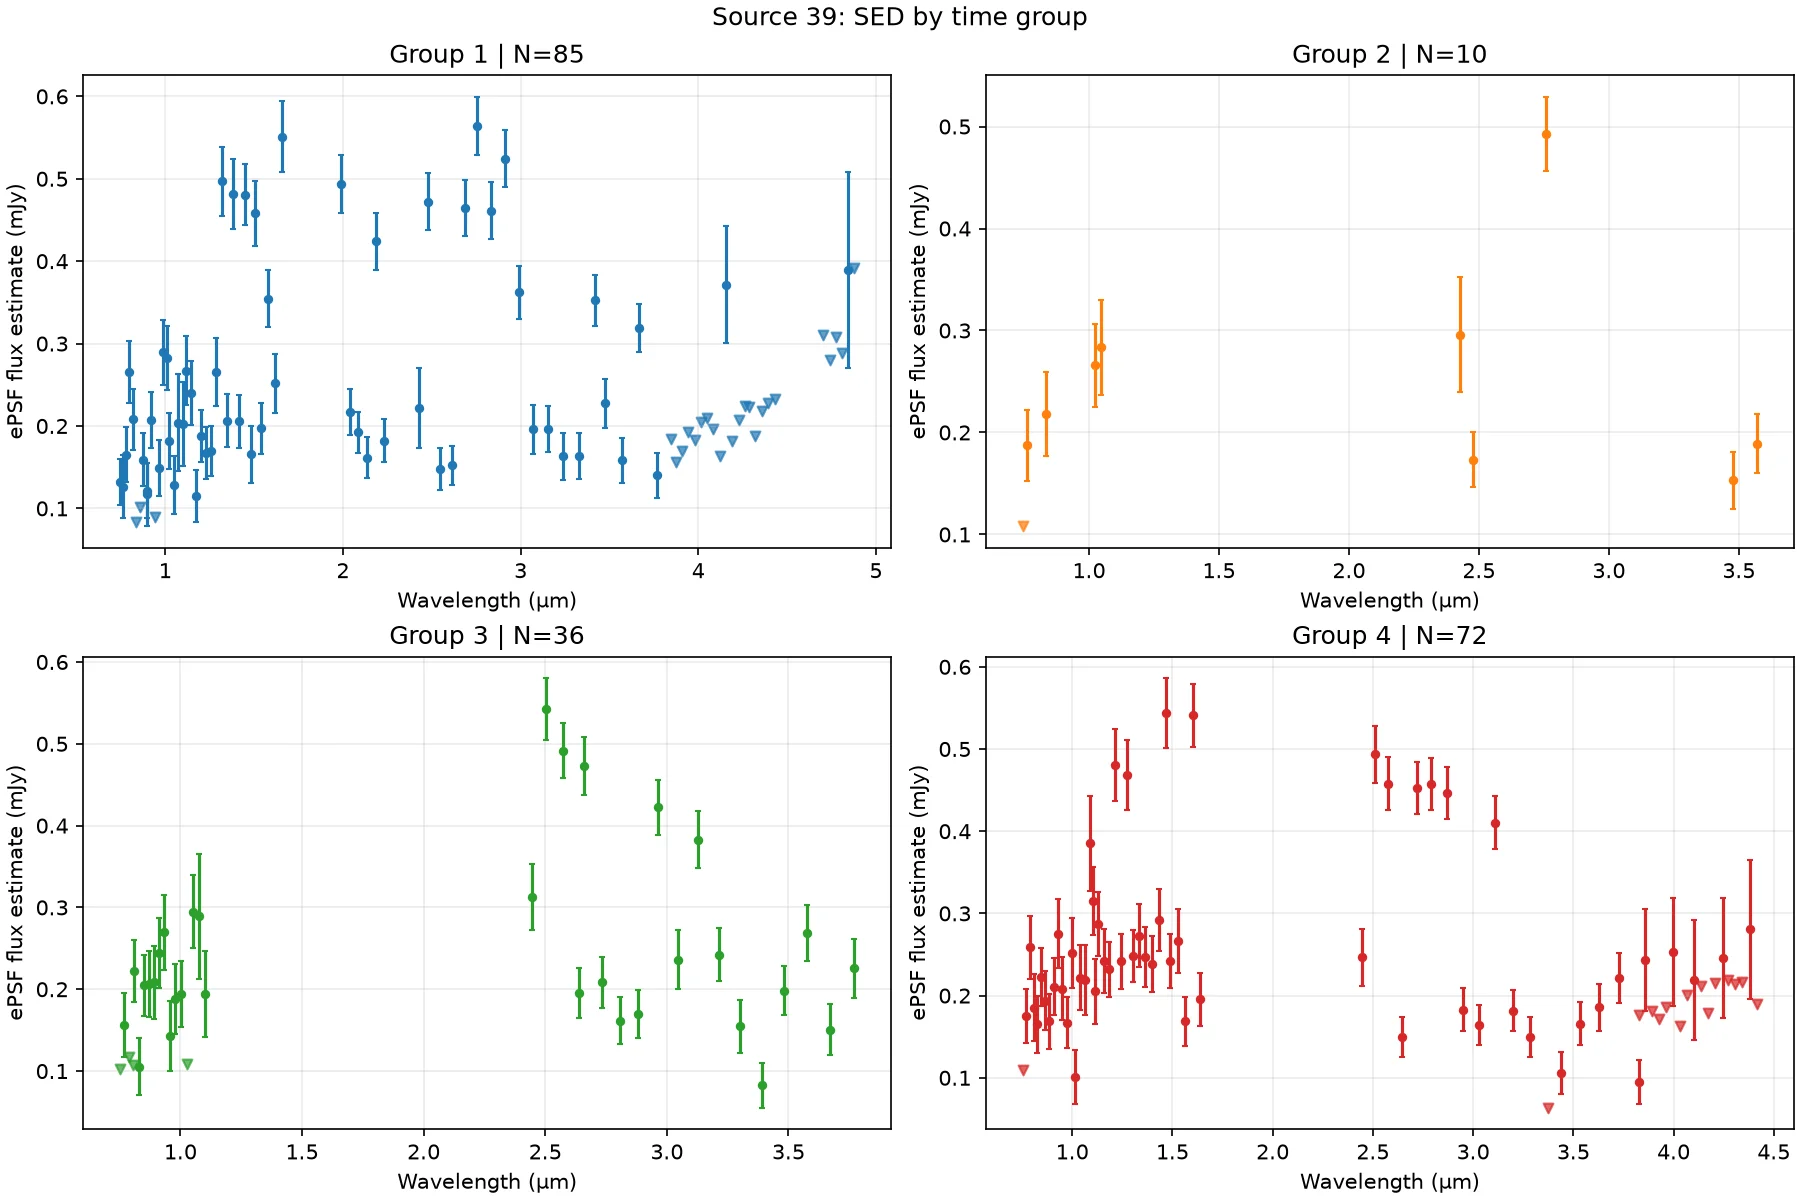 Source 39: SED by time group
Group 1 | N=85
ePSF flux estimate (mJy)
0.6
0.5
0.4
0.3
0.2
0.1
1 2 3 4 5
Wavelength (μm)
Group 2 | N=10
ePSF flux estimate (mJy)
0.5
0.4
0.3
0.2
0.1
1.0 1.5 2.0 2.5 3.0 3.5
Wavelength (μm)
Group 3 | N=36
ePSF flux estimate (mJy)
0.6
0.5
0.4
0.3
0.2
0.1
1.0 1.5 2.0 2.5 3.0 3.5
Wavelength (μm)
Group 4 | N=72
ePSF flux estimate (mJy)
0.6
0.5
0.4
0.3
0.2
0.1
1.0 1.5 2.0 2.5 3.0 3.5 4.0 4.5
Wavelength (μm)